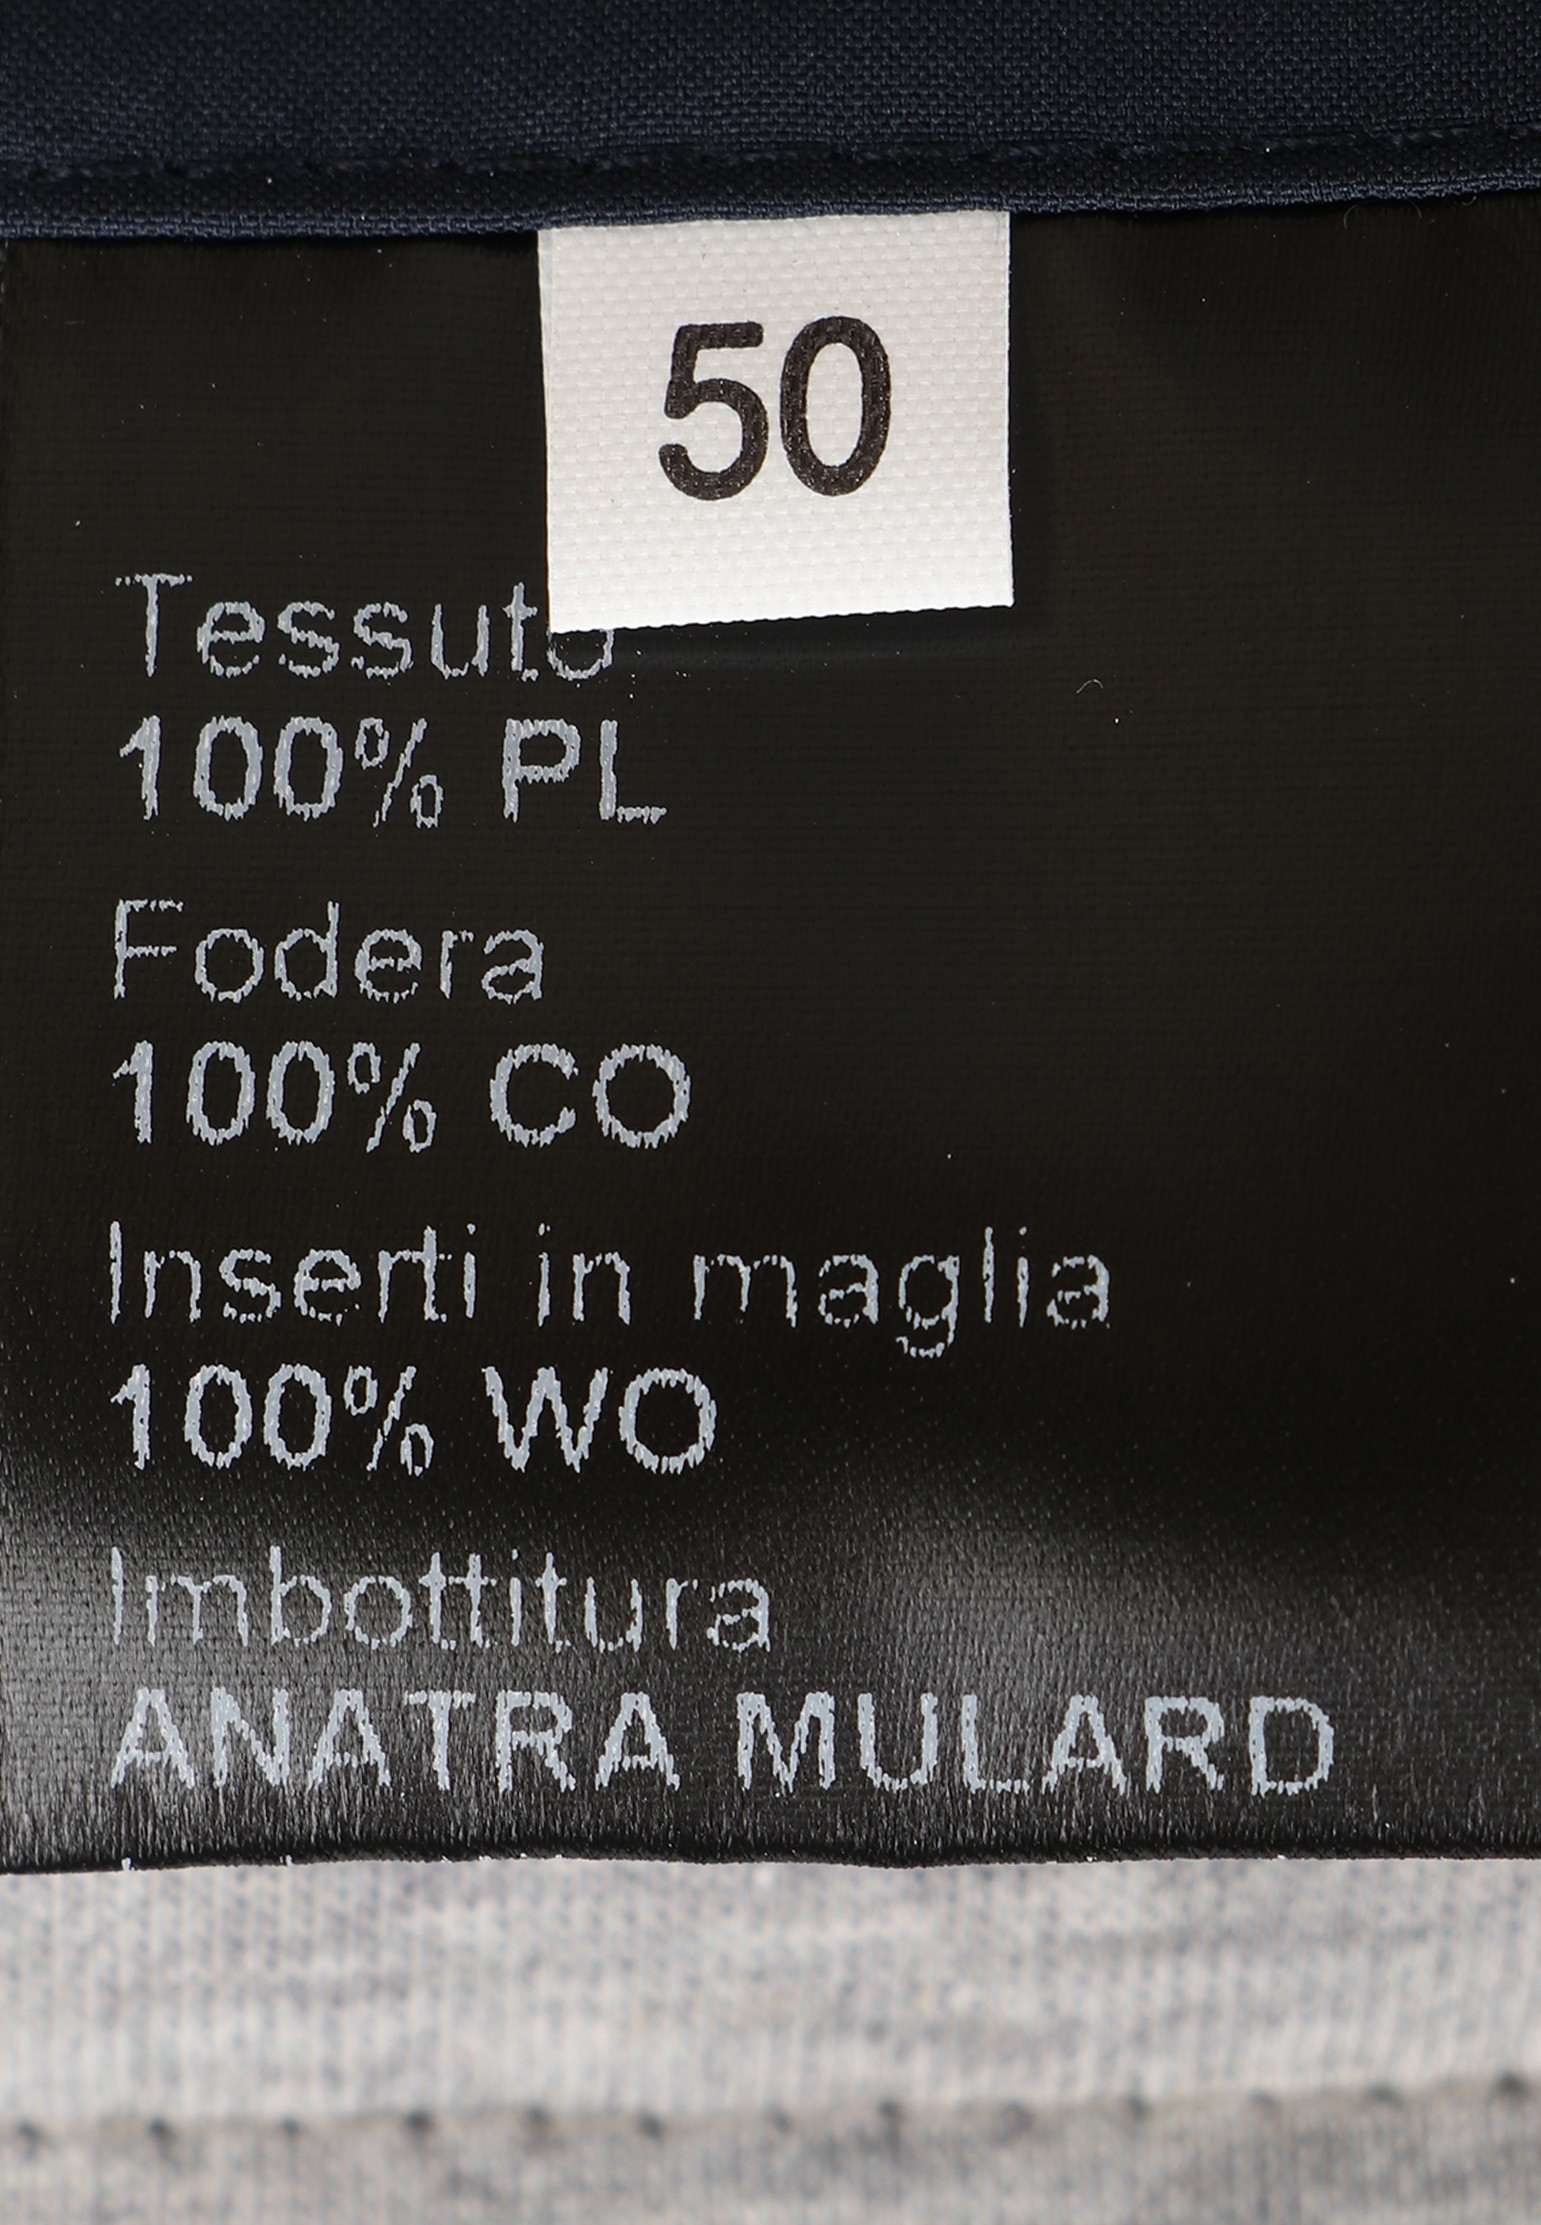 50
Tessuto
100% PL
Fodera
100% CO
Inserti in maglia
100% WO
Imbottitura
ANATRA MULARD